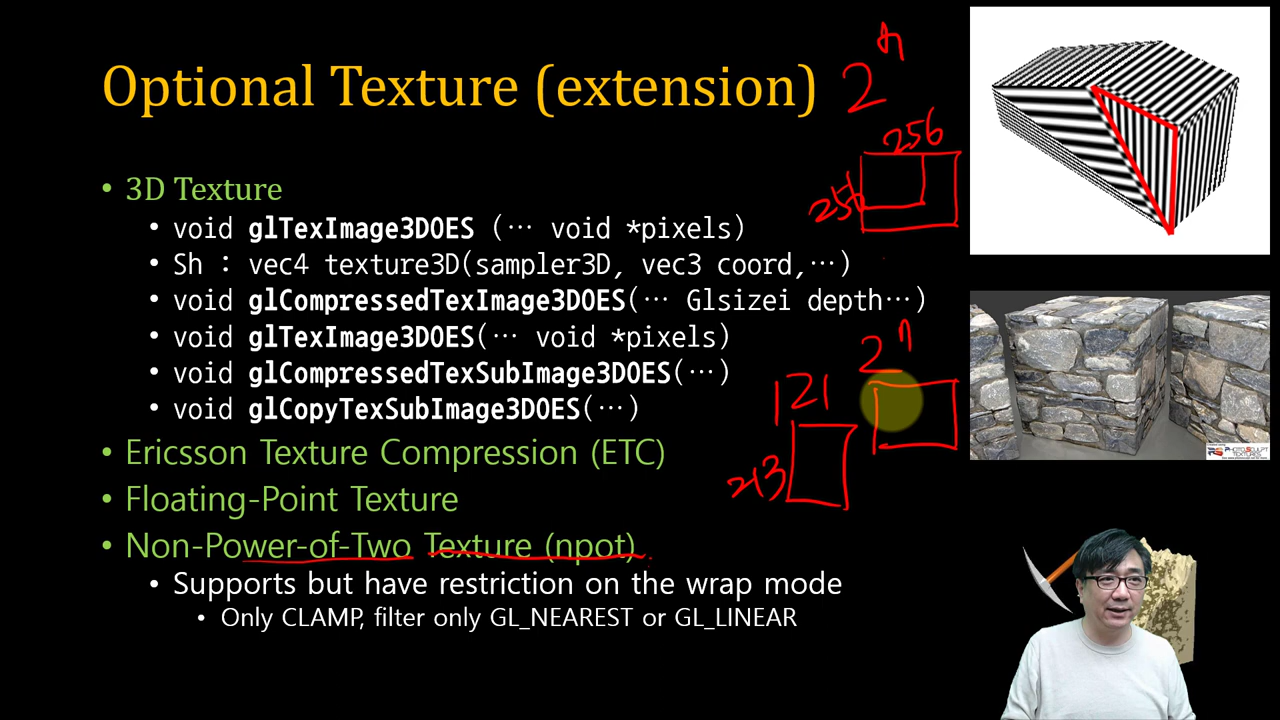 Optional Texture (extension)
2^n
256
256
• 3D Texture
• void glTexImage3DOES (… void *pixels)
• Sh : vec4 texture3D(sampler3D, vec3 coord,…)
• void glCompressedTexImage3DOES(… Glsizei depth…)
• void glTexImage3DOES(… void *pixels)
• void glCompressedTexSubImage3DOES(…)
• void glCopyTexSubImage3DOES(…)
2^n
121
213
• Ericsson Texture Compression (ETC)
• Floating-Point Texture
• Non-Power-of-Two Texture (npot)
• Supports but have restriction on the wrap mode
• Only CLAMP, filter only GL_NEAREST or GL_LINEAR
PHOTOSCULPT
TEXTURES